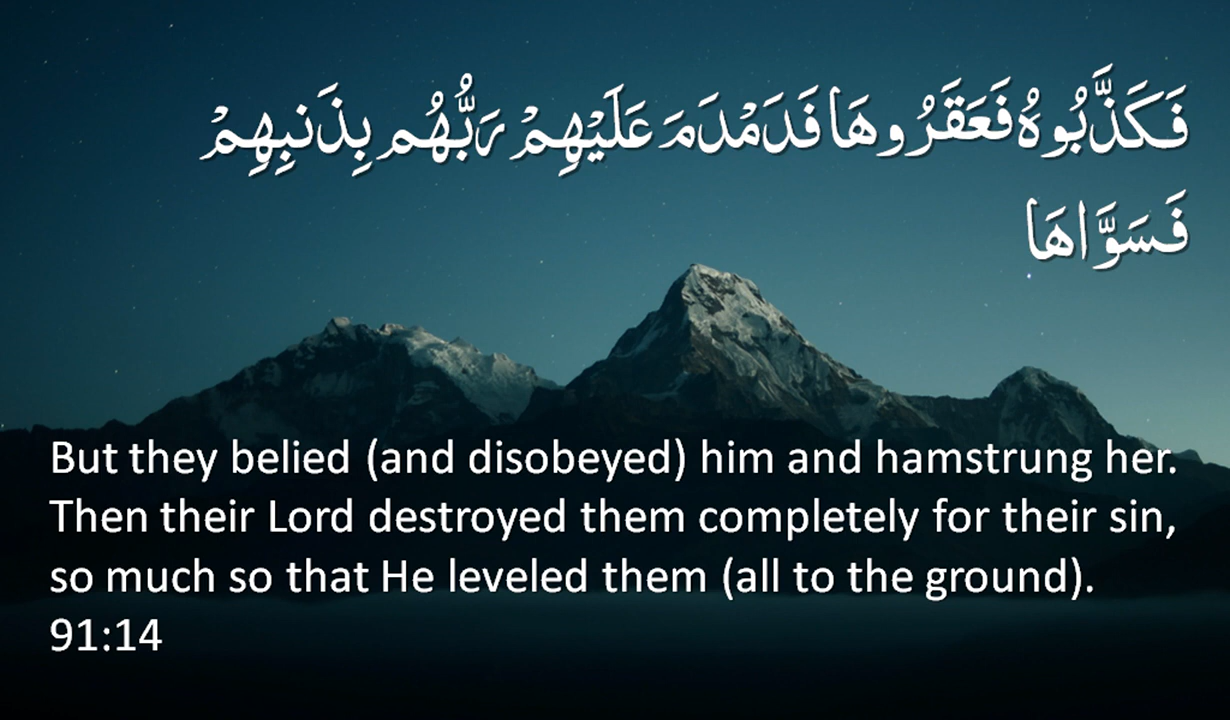 فَكَذَّبُوهُ فَعَقَرُوهَا فَدَمْدَمَ عَلَيْهِمْ رَبُّهُم بِذَنبِهِمْ
فَسَوَّاهَا
But they belied (and disobeyed) him and hamstrung her.
Then their Lord destroyed them completely for their sin,
so much so that He leveled them (all to the ground).
91:14